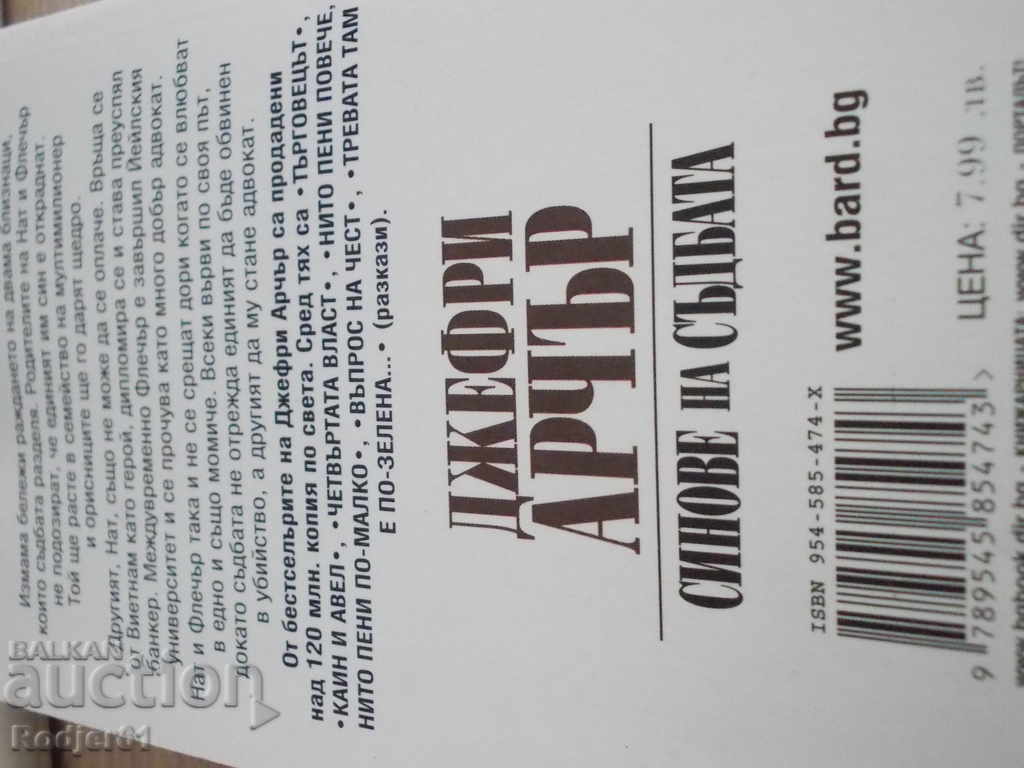 Измама бележи раждането на двама близнаци,
които съдбата разделя. Родителите на Нат и Флечър
не подозират, че единият им син е откраднат.
Той ще расте в семейство на мултимилионер
и орисниците ще го дарят щедро.
Другият, Нат, също не може да се оплаче. Връща се
от Виетнам като герой, дипломира се и става преуспял
банкер. Междувременно Флечър е завършил Йейлския
университет и се прочува като много добър адвокат.
Нат и Флечър така и не се срещат дори когато се влюбват
в едно и също момиче. Всеки върви по своя път,
докато съдбата не отрежда единият да бъде обвинен
в убийство, а другият да му стане адвокат.
От бестселърите на Джефри Арчър са продадени
над 120 млн. копия по света. Сред тях са •ТЪРГОВЕЦЪТ•,
•КАИН И АВЕЛ•, •ЧЕТВЪРТАТА ВЛАСТ•, •НИТО ПЕНИ ПОВЕЧЕ,
НИТО ПЕНИ ПО-МАЛКО•, •ВЪПРОС НА ЧЕСТ•, •ТРЕВАТА ТАМ
Е ПО-ЗЕЛЕНА...• (разкази).
ДЖЕФРИ
АРЧЪР
СИНОВЕ НА СЪДБАТА
www.bard.bg
ISBN 954-585-474-X
9 789545 854743 >
ЦЕНА: 7.99 лв.
BALKAN
auction
Rodjer61